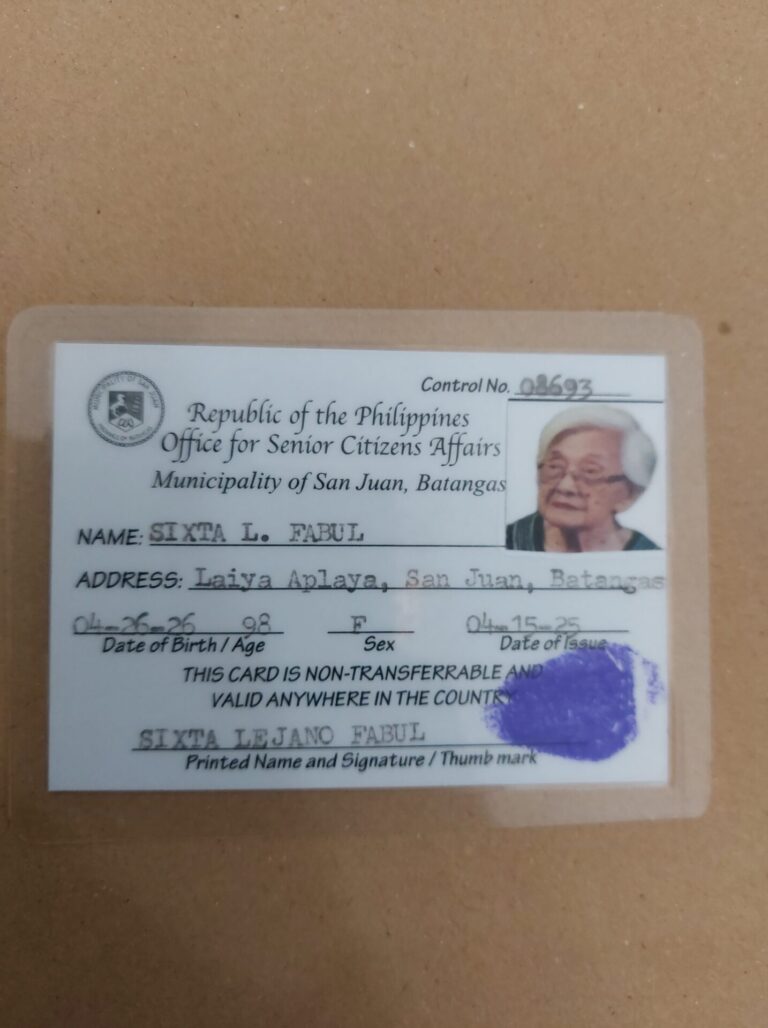 Control No. 08693
Republic of the Philippines
Office for Senior Citizens Affairs
Municipality of San Juan, Batangas
NAME: SIXTA L. FABUL
ADDRESS: Laiya Aplaya, San Juan, Batangas
04-26-26 98 F 04-15-25
Date of Birth / Age Sex Date of Issue
THIS CARD IS NON-TRANSFERRABLE AND
VALID ANYWHERE IN THE COUNTRY
SIXTA LEJANO FABUL
Printed Name and Signature / Thumb mark